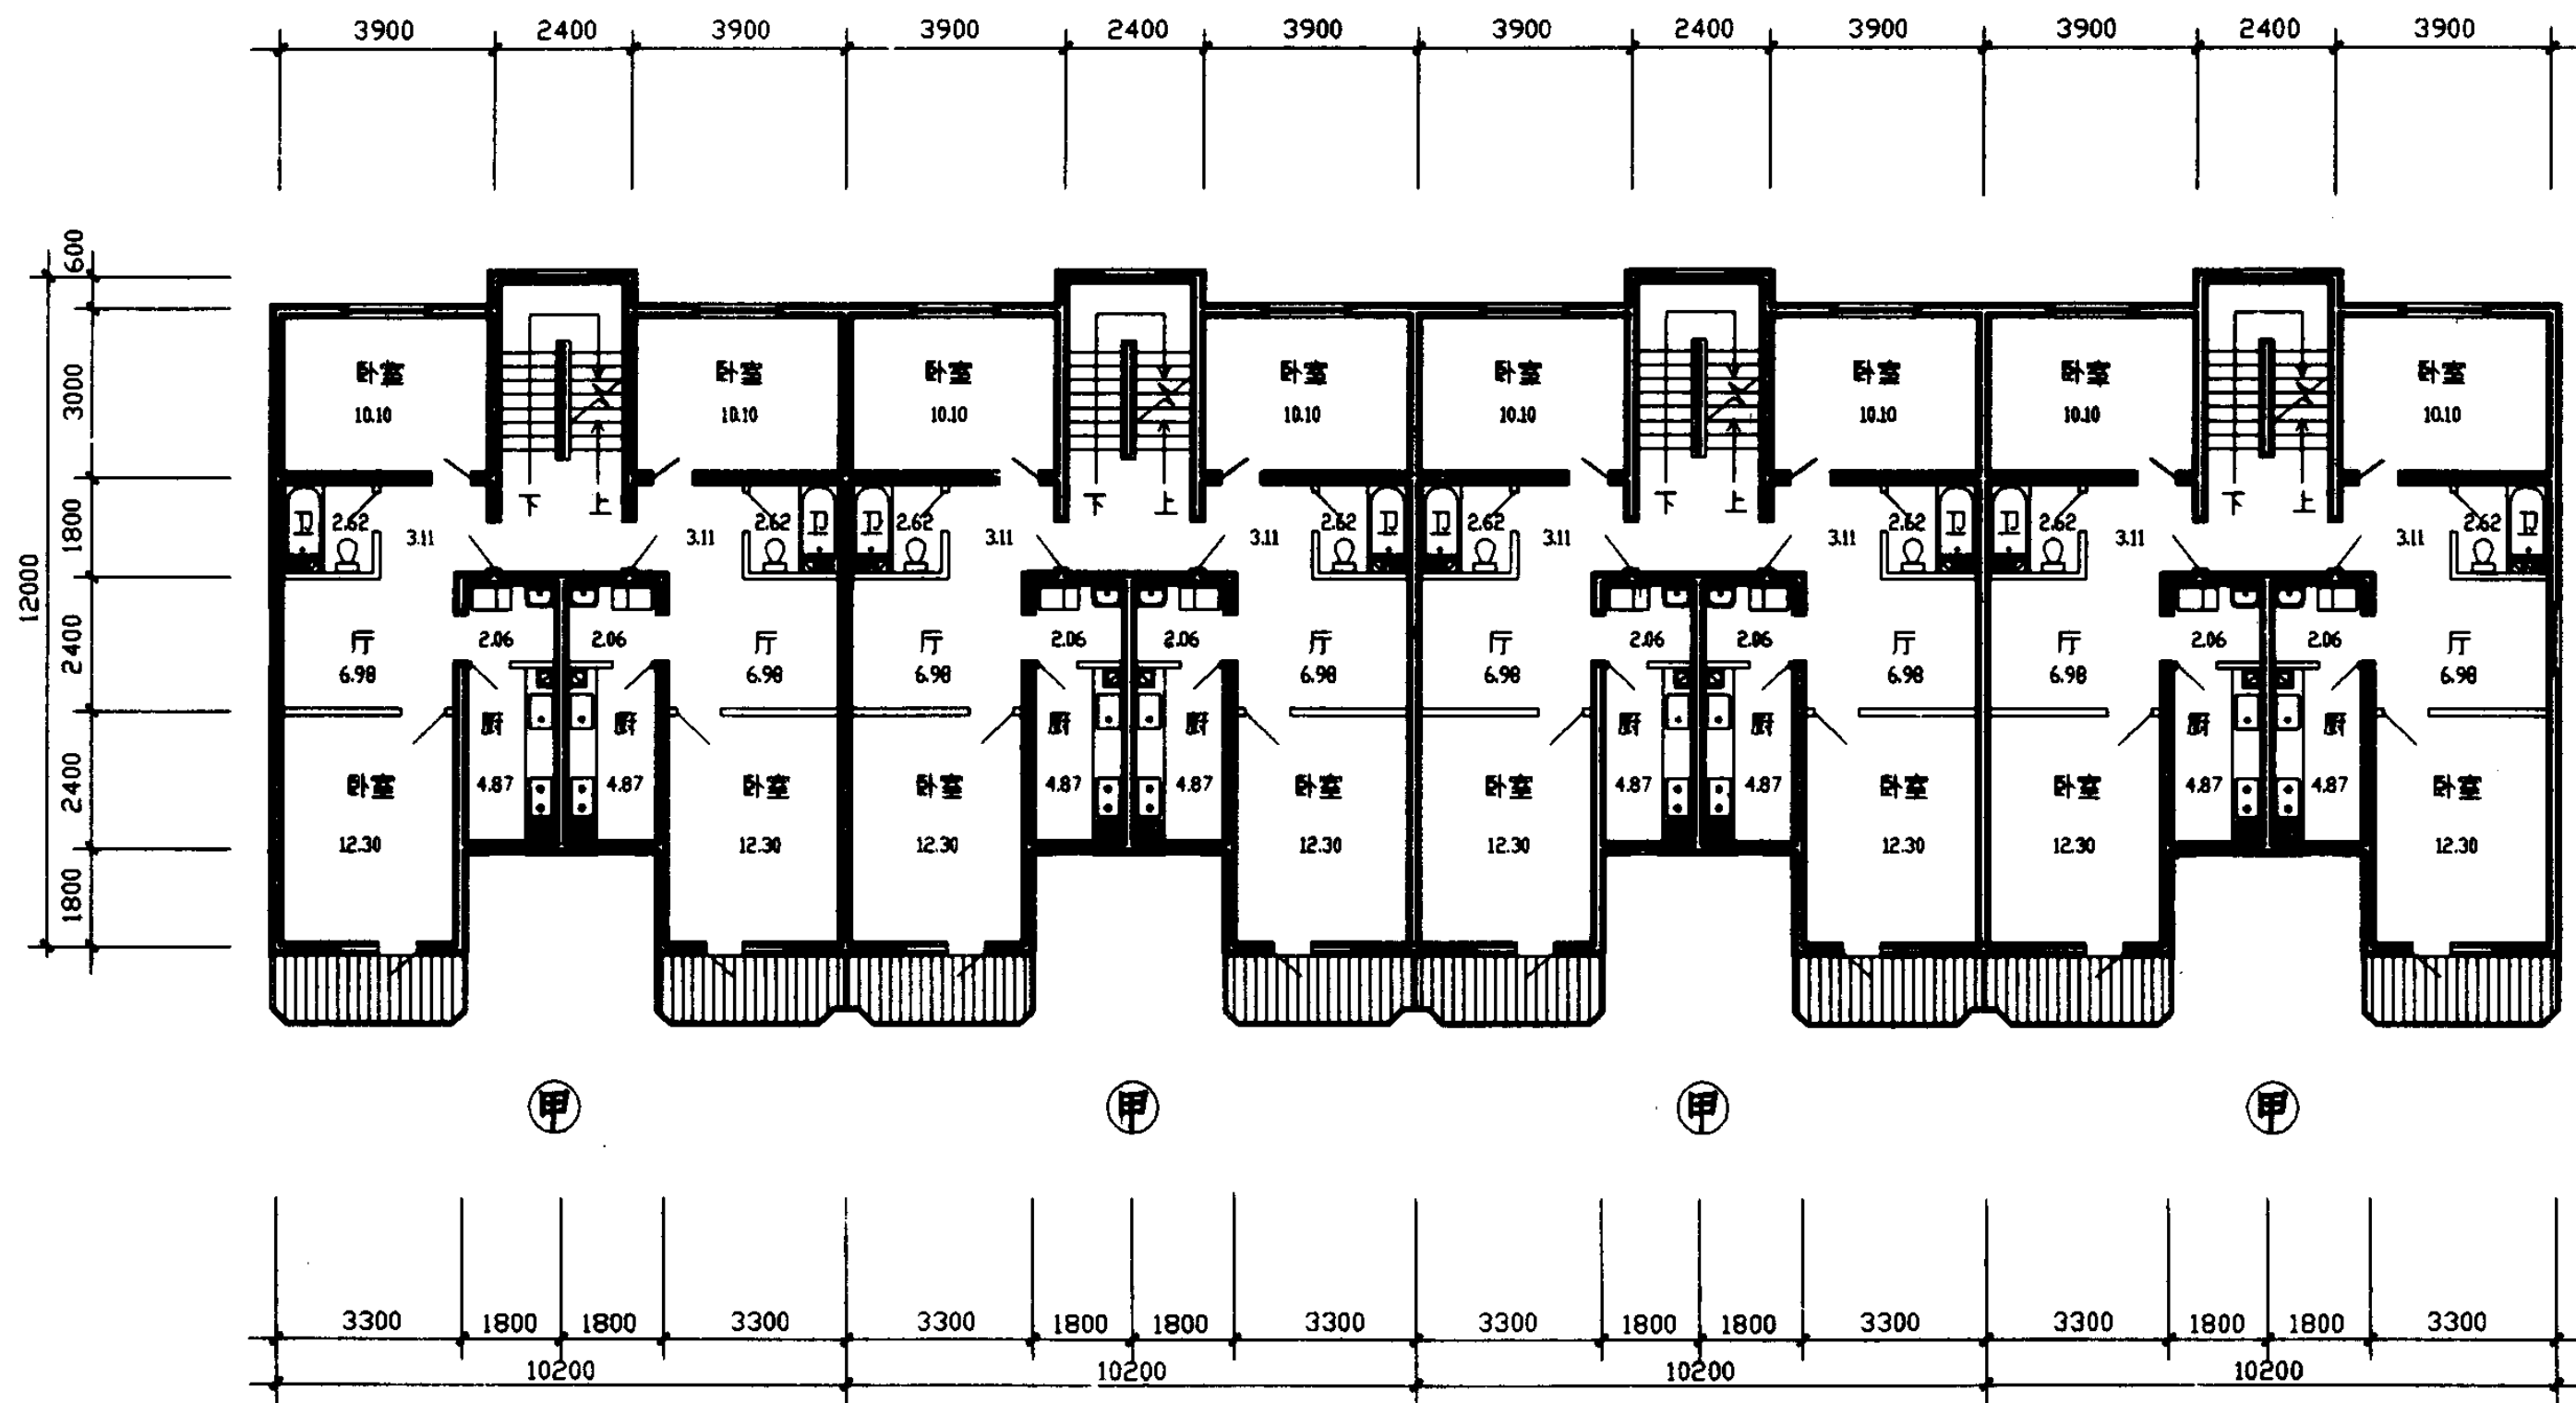 3900 2400 3900 3900 2400 3900 3900 2400 3900 3900 2400 3900
600
3000
1800
2400
2400
1800
12000
卧室 卧室 卧室 卧室 卧室 卧室 卧室 卧室
10.10 10.10 10.10 10.10 10.10 10.10 10.10 10.10
下 上 下 上 下 上 下 上
卫 2.62 2.62 卫 卫 2.62 2.62 卫 卫 2.62 2.62 卫 卫 2.62 2.62 卫
3.11 3.11 3.11 3.11 3.11 3.11 3.11 3.11
厅 2.06 2.06 厅 厅 2.06 2.06 厅 厅 2.06 2.06 厅 厅 2.06 2.06 厅
6.98 6.98 6.98 6.98 6.98 6.98 6.98 6.98
厨 厨 厨 厨 厨 厨 厨 厨
卧室 4.87 4.87 卧室 卧室 4.87 4.87 卧室 卧室 4.87 4.87 卧室 卧室 4.87 4.87 卧室
12.30 12.30 12.30 12.30 12.30 12.30 12.30 12.30
甲 甲 甲 甲
3300 1800 1800 3300 3300 1800 1800 3300 3300 1800 1800 3300 3300 1800 1800 3300
10200 10200 10200 10200